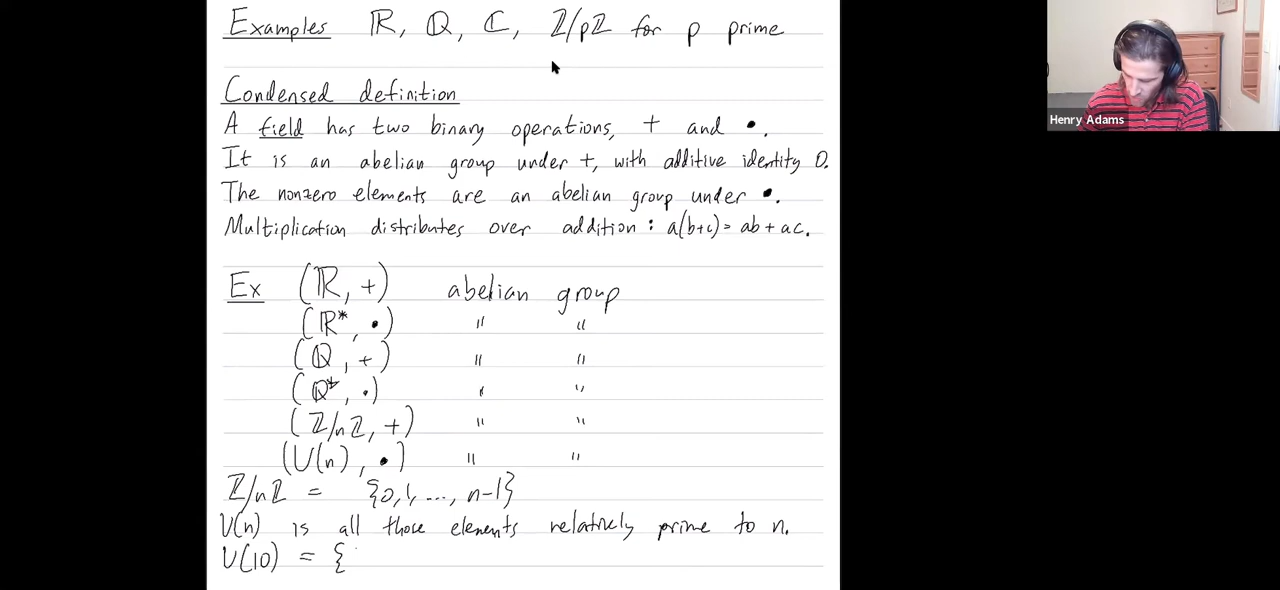 Examples ℝ, ℚ, ℂ, ℤ/pℤ for p prime
Condensed definition
A field has two binary operations, + and •.
It is an abelian group under +, with additive identity 0.
The nonzero elements are an abelian group under •.
Multiplication distributes over addition: a(b+c) = ab + ac.
Ex (ℝ, +) abelian group
(ℝ*, •) " "
(ℚ, +) " "
(ℚ*, •) " "
(ℤ/nℤ, +) " "
(U(n), •) " "
ℤ/nℤ = {0, 1, ..., n-1}
U(n) is all those elements relatively prime to n.
U(10) = {
Henry Adams